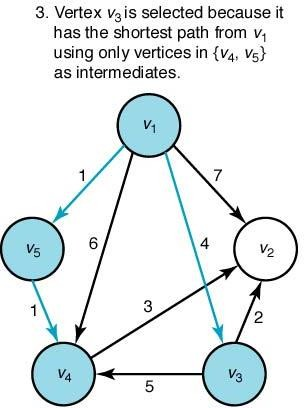 3. Vertex v3 is selected because it
has the shortest path from v1
using only vertices in {v4, v5}
as intermediates.
v1
1
7
v5
6
4
v2
1
3
2
v4
v3
5